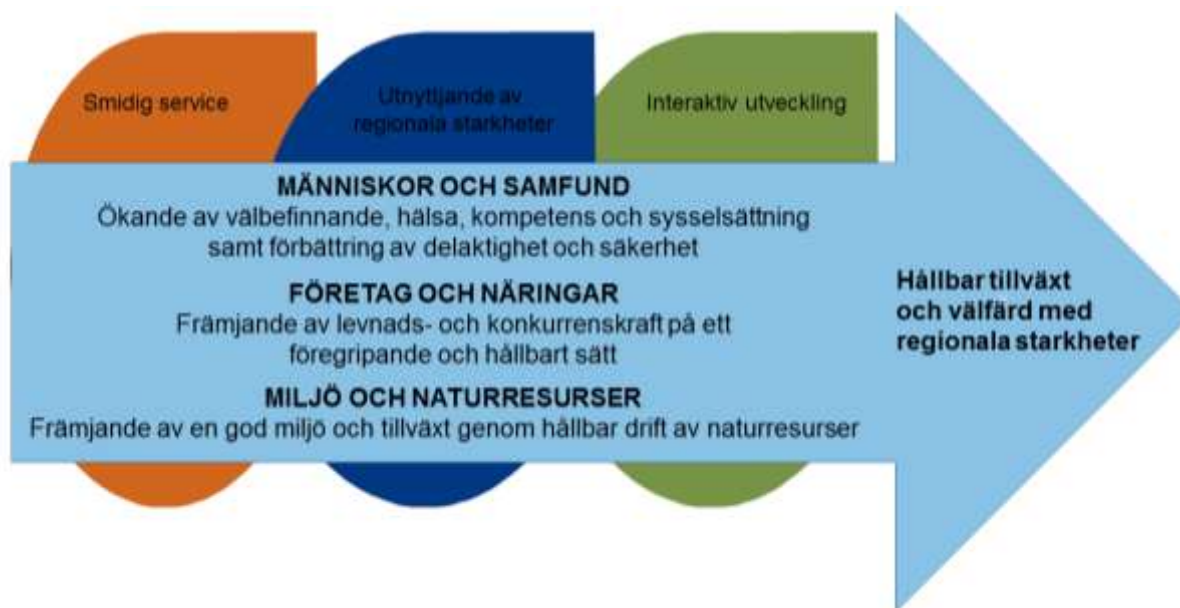 Smidig service
Utnyttjande av
regionala starkheter
Interaktiv utveckling
MÄNNISKOR OCH SAMFUND
Ökande av välbefinnande, hälsa, kompetens och sysselsättning
samt förbättring av delaktighet och säkerhet
FÖRETAG OCH NÄRINGAR
Främjande av levnads- och konkurrenskraft på ett
föregripande och hållbart sätt
MILJÖ OCH NATURRESURSER
Främjande av en god miljö och tillväxt genom hållbar drift av naturresurser
Hållbar tillväxt
och välfärd med
regionala starkheter